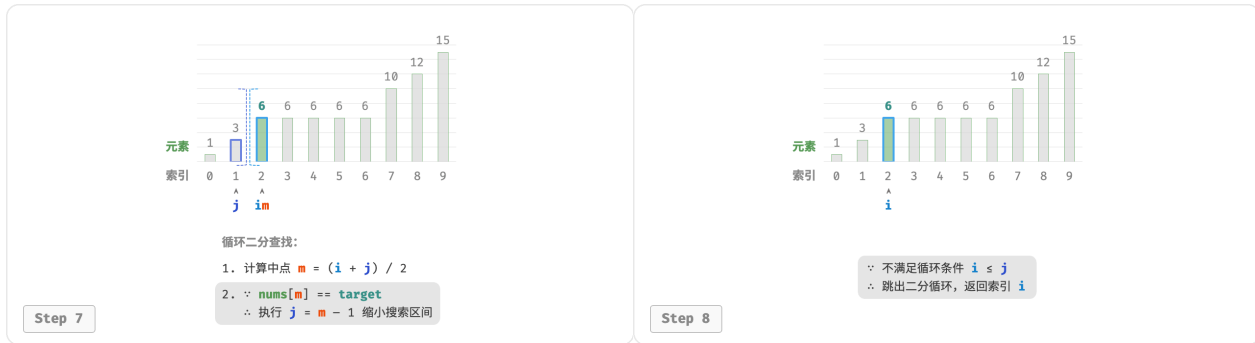 15
12
10
6 6 6 6 6
3
1
元素
索引 0 1 2 3 4 5 6 7 8 9
j im
循环二分查找:
1. 计算中点 m = (i + j) / 2
2. ∵ nums[m] == target
∴ 执行 j = m − 1 缩小搜索区间
Step 7
15
12
10
6 6 6 6 6
3
1
元素
索引 0 1 2 3 4 5 6 7 8 9
i
∵ 不满足循环条件 i ≤ j
∴ 跳出二分循环，返回索引 i
Step 8